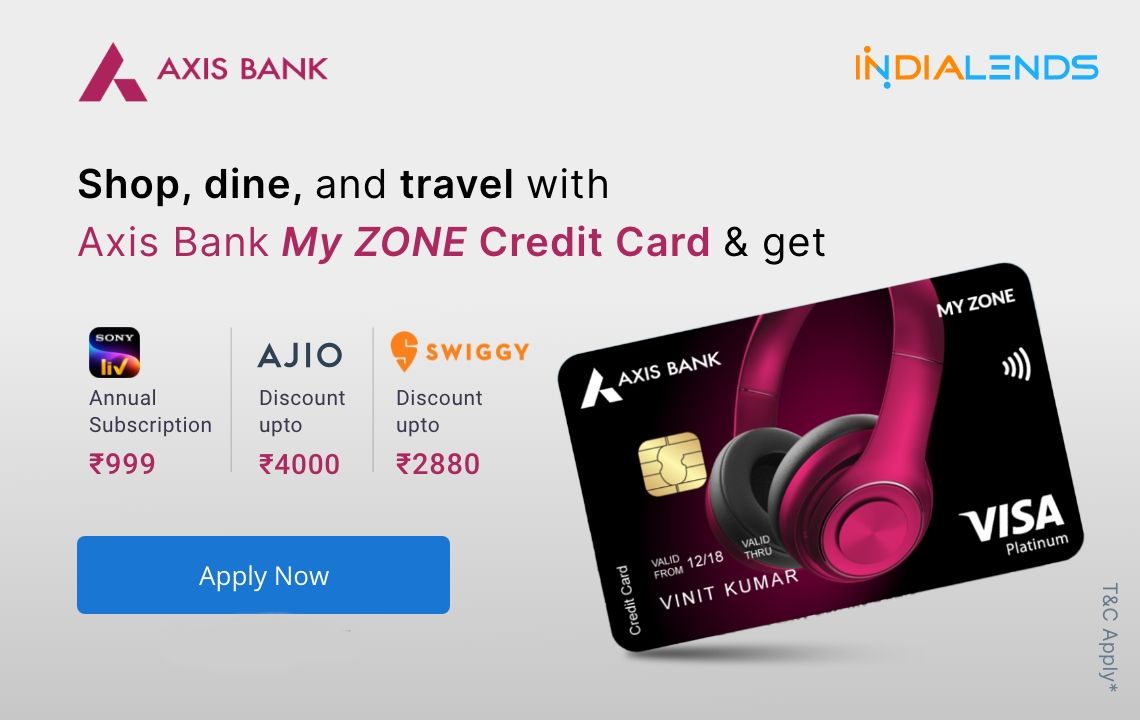 AXIS BANK
INDIALENDS
Shop, dine, and travel with
Axis Bank My ZONE Credit Card & get
SONY
liv
Annual
Subscription
₹999
AJIO
Discount
upto
₹4000
SWIGGY
Discount
upto
₹2880
Apply Now
AXIS BANK
MY ZONE
VALID
FROM 12/18
VALID
THRU
VINIT KUMAR
Credit Card
VISA
Platinum
T&C Apply*